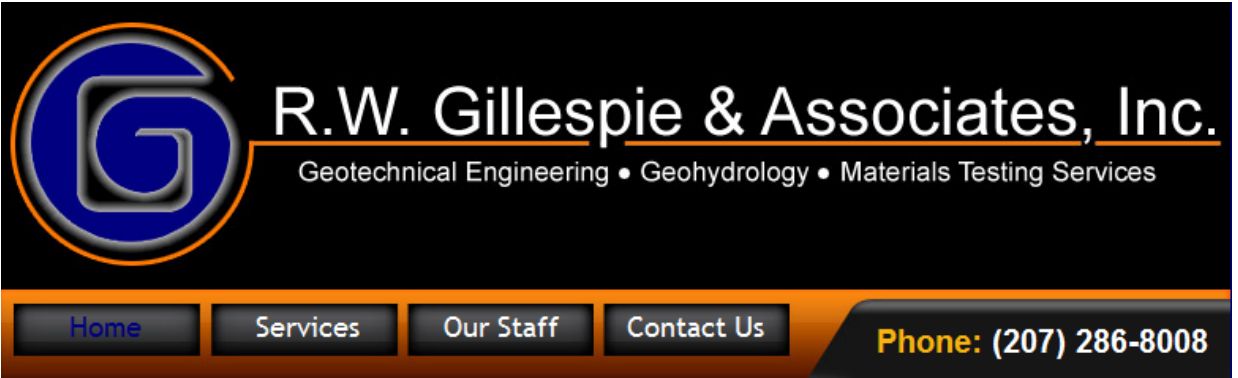 R.W. Gillespie & Associates, Inc.
Geotechnical Engineering ● Geohydrology ● Materials Testing Services
Home Services Our Staff Contact Us Phone: (207) 286-8008